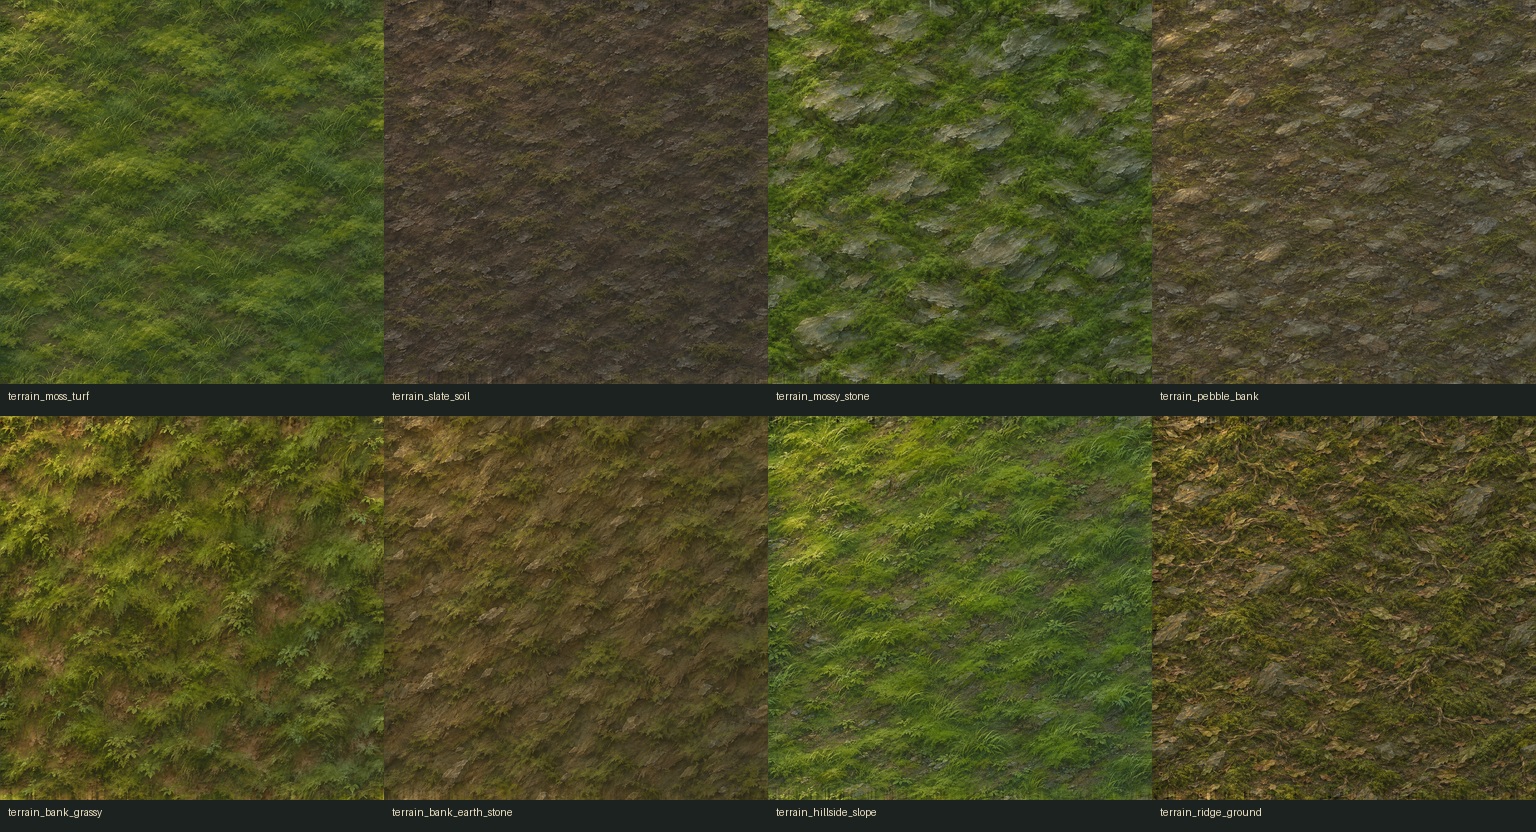 terrain_moss_turf
terrain_slate_soil
terrain_mossy_stone
terrain_pebble_bank
terrain_bank_grassy
terrain_bank_earth_stone
terrain_hillside_slope
terrain_ridge_ground